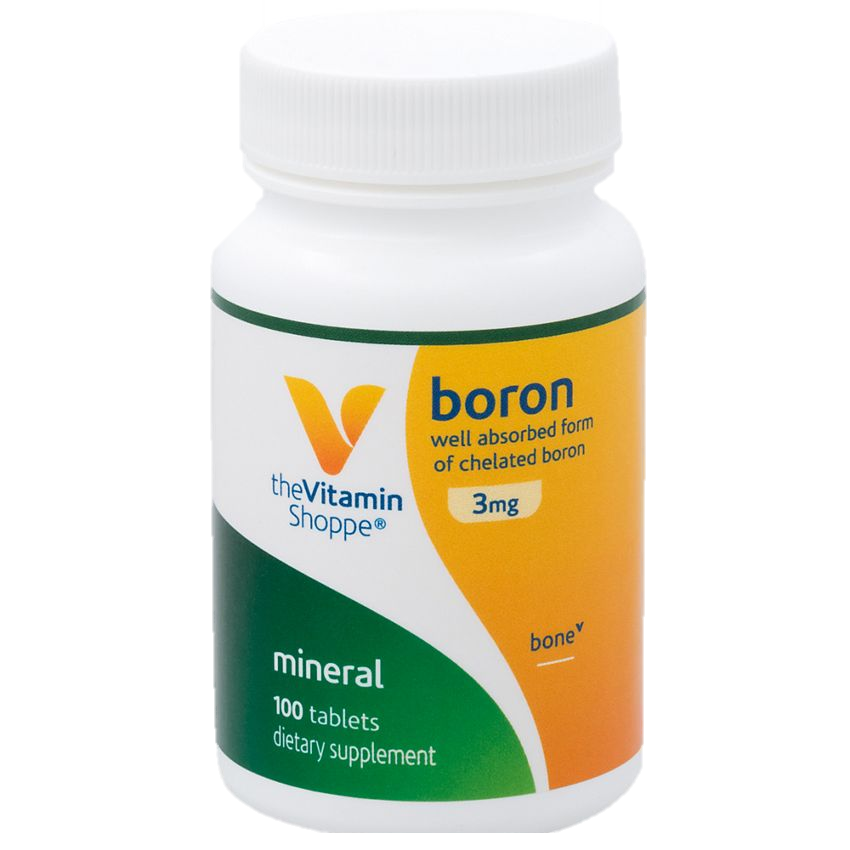 theVitamin
Shoppe®
boron
well absorbed form
of chelated boron
3mg
bone v
mineral
100 tablets
dietary supplement